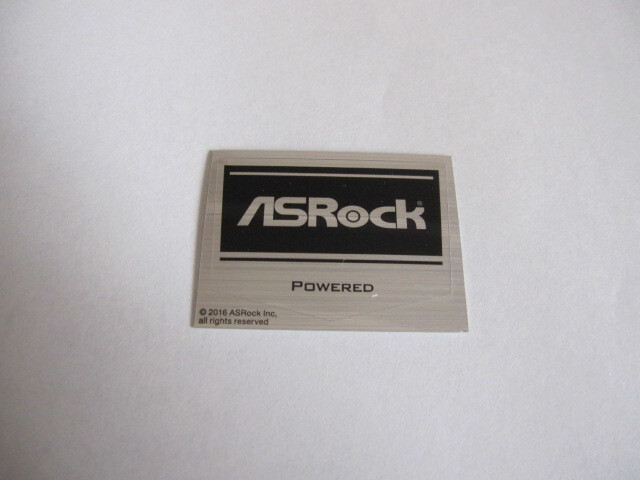 ASRock®
POWERED
© 2016 ASRock Inc,
all rights reserved